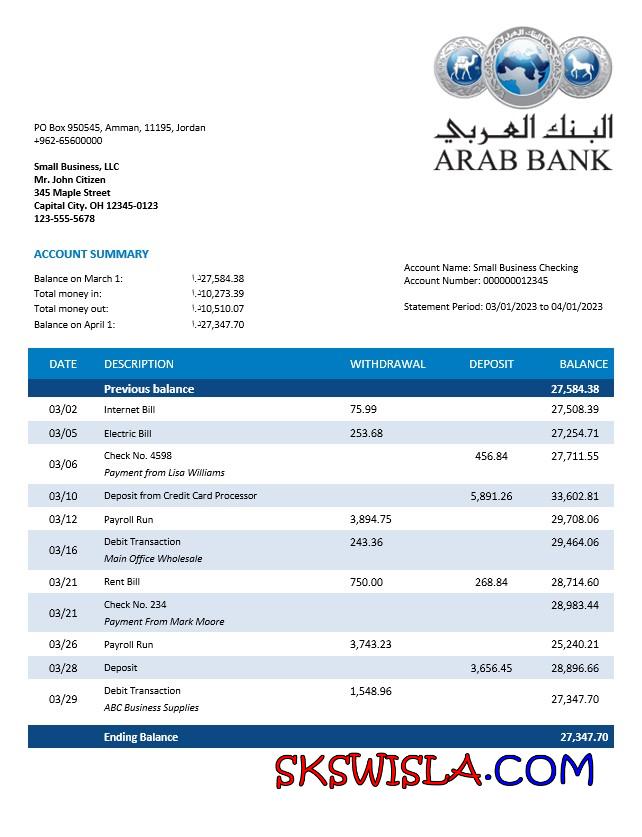 البنك العربي
ARAB BANK
PO Box 950545, Amman, 11195, Jordan
+962-65600000
Small Business, LLC
Mr. John Citizen
345 Maple Street
Capital City. OH 12345-0123
123-555-5678
ACCOUNT SUMMARY
Balance on March 1: د.ا27,584.38
Total money in: د.ا10,273.39
Total money out: د.ا10,510.07
Balance on April 1: د.ا27,347.70
Account Name: Small Business Checking
Account Number: 000000012345
Statement Period: 03/01/2023 to 04/01/2023
DATE DESCRIPTION WITHDRAWAL DEPOSIT BALANCE
Previous balance 27,584.38
03/02 Internet Bill 75.99 27,508.39
03/05 Electric Bill 253.68 27,254.71
03/06 Check No. 4598 456.84 27,711.55
Payment from Lisa Williams
03/10 Deposit from Credit Card Processor 5,891.26 33,602.81
03/12 Payroll Run 3,894.75 29,708.06
03/16 Debit Transaction 243.36 29,464.06
Main Office Wholesale
03/21 Rent Bill 750.00 268.84 28,714.60
03/21 Check No. 234 28,983.44
Payment From Mark Moore
03/26 Payroll Run 3,743.23 25,240.21
03/28 Deposit 3,656.45 28,896.66
03/29 Debit Transaction 1,548.96 27,347.70
ABC Business Supplies
Ending Balance 27,347.70
SKSWISLA.COM